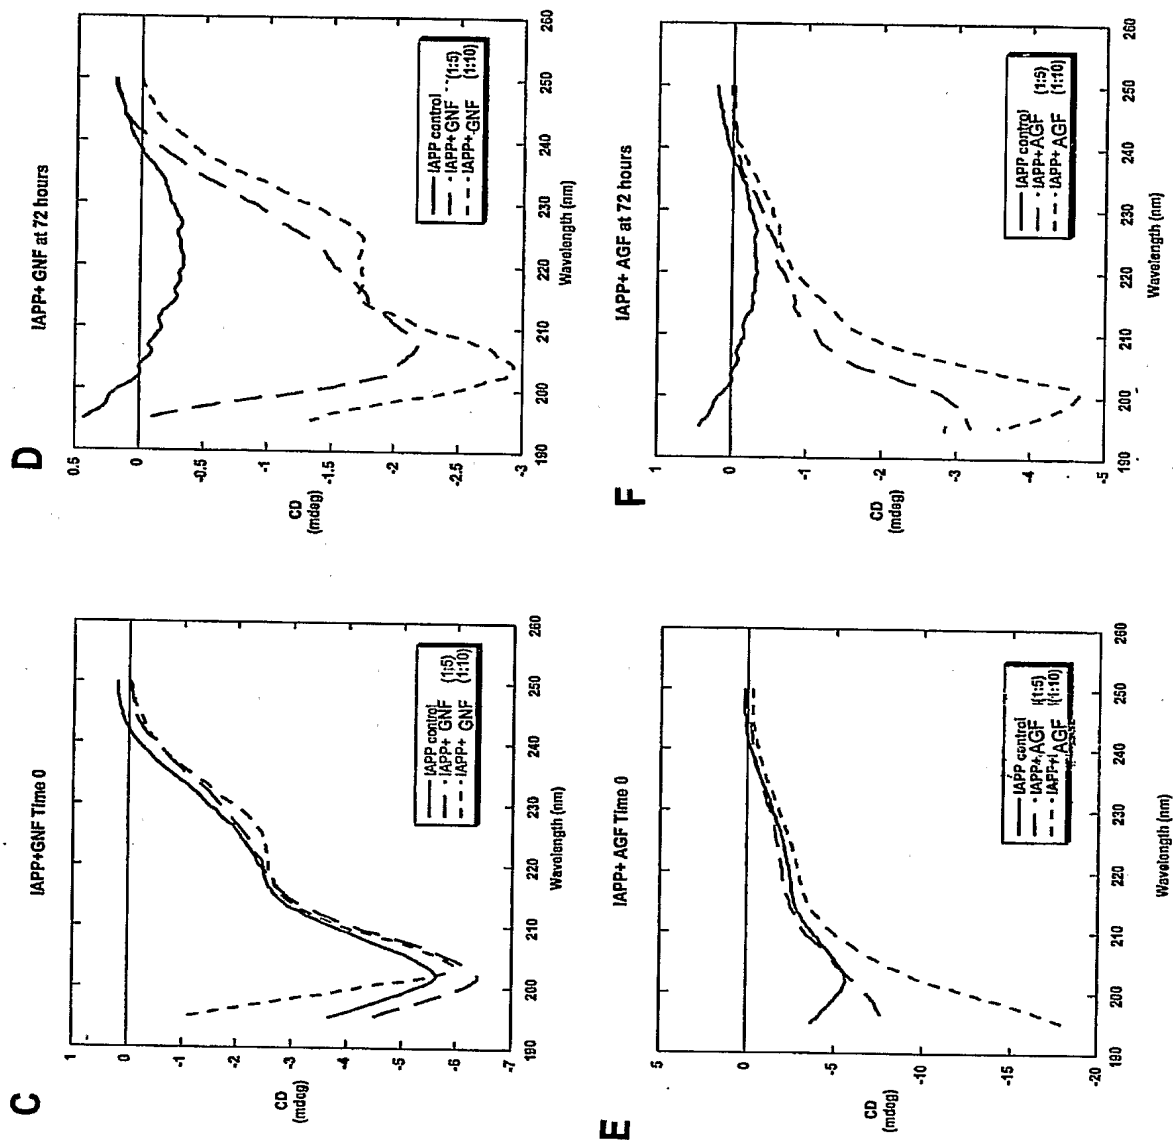 C
IAPP+GNF Time 0
1
0
-1
-2
-3
-4
-5
-6
-7
CD
(mdeg)
190 200 210 220 230 240 250 260
Wavelength (nm)
IAPP control
IAPP+ GNF (1:5)
IAPP+ GNF (1:10)
D
IAPP+ GNF at 72 hours
0.5
0
-0.5
-1
-1.5
-2
-2.5
-3
CD
(mdeg)
190 200 210 220 230 240 250 260
Wavelength (nm)
IAPP control
IAPP+GNF (1:5)
IAPP+GNF (1:10)
E
IAPP+ AGF Time 0
5
0
-5
-10
-15
-20
CD
(mdeg)
190 200 210 220 230 240 250 260
Wavelength (nm)
IAPP control
IAPP+AGF (1:5)
IAPP+ AGF (1:10)
F
IAPP+ AGF at 72 hours
1
0
-1
-2
-3
-4
-5
CD
(mdeg)
190 200 210 220 230 240 250 260
Wavelength (nm)
IAPP control
IAPP+AGF (1:5)
IAPP+ AGF (1:10)